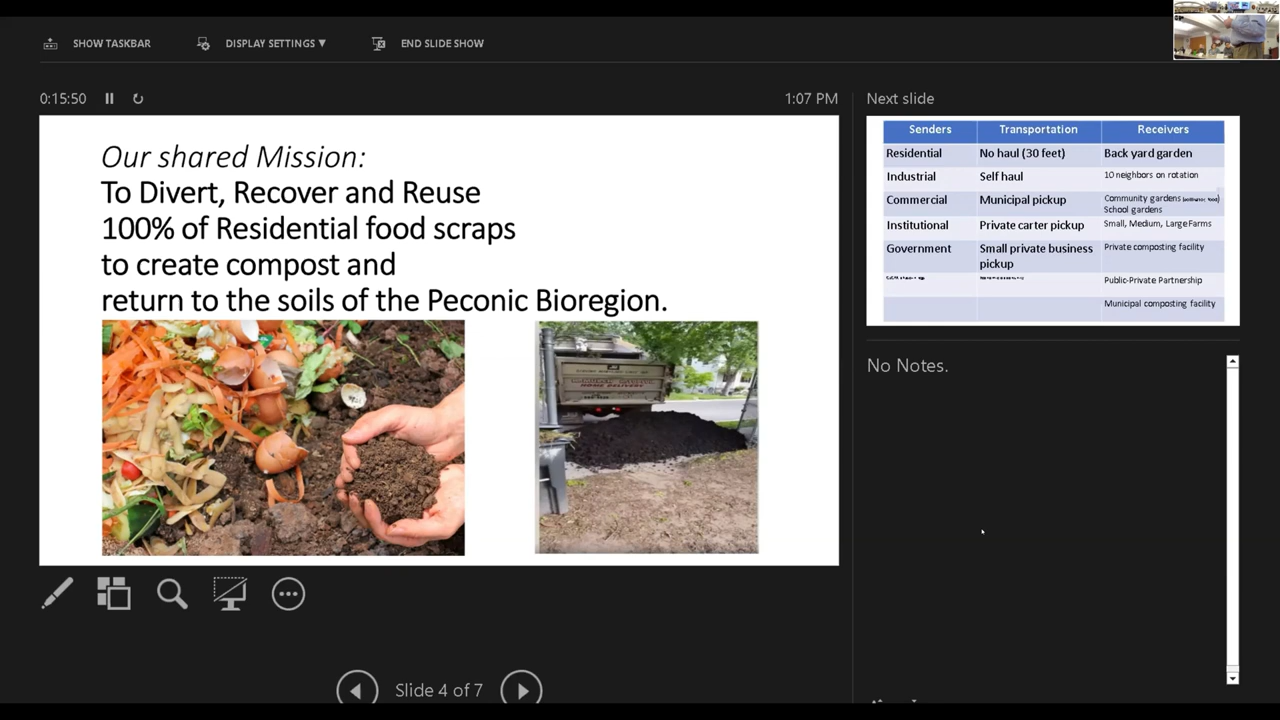 SHOW TASKBAR
DISPLAY SETTINGS ▼
END SLIDE SHOW
0:15:50
1:07 PM
Our shared Mission:
To Divert, Recover and Reuse
100% of Residential food scraps
to create compost and
return to the soils of the Peconic Bioregion.
HOME DELIVERY
Slide 4 of 7
Next slide
Senders Transportation Receivers
Residential No haul (30 feet) Back yard garden
Industrial Self haul 10 neighbors on rotation
Commercial Municipal pickup Community gardens
School gardens
Institutional Private carter pickup Small, Medium, Large Farms
Government Small private business Private composting facility
pickup
Public-Private Partnership
Municipal composting facility
No Notes.